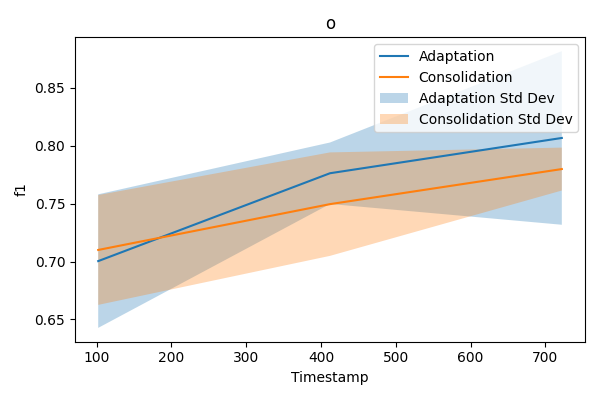 o
Adaptation
Consolidation
Adaptation Std Dev
Consolidation Std Dev
f1
0.85
0.80
0.75
0.70
0.65
100 200 300 400 500 600 700
Timestamp